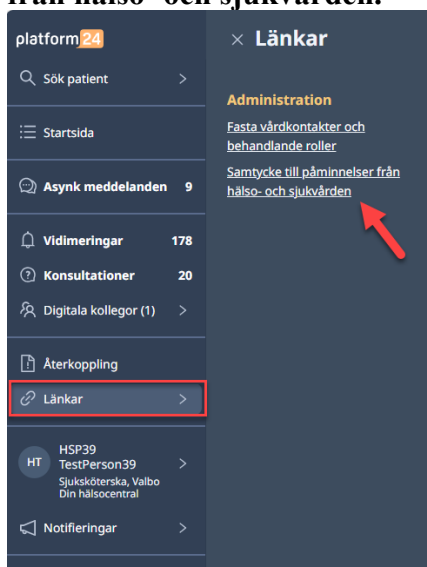 från hälso- och sjukvården.
platform24
Sök patient
Startsida
Asynk meddelanden 9
Vidimeringar 178
Konsultationer 20
Digitala kollegor (1)
Återkoppling
Länkar
HT
HSP39
TestPerson39
Sjuksköterska, Valbo
Din hälsocentral
Notifieringar
× Länkar
Administration
Fasta vårdkontakter och
behandlande roller
Samtycke till påminnelser från
hälso- och sjukvården